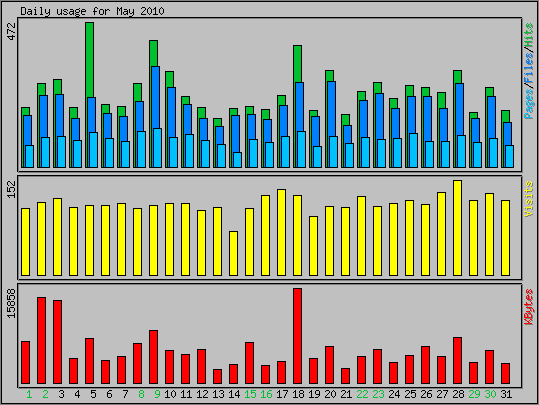 Daily usage for May 2010
472
Pages/Files/Hits
152
Visits
15858
KBytes
1 2 3 4 5 6 7 8 9 10 11 12 13 14 15 16 17 18 19 20 21 22 23 24 25 26 27 28 29 30 31